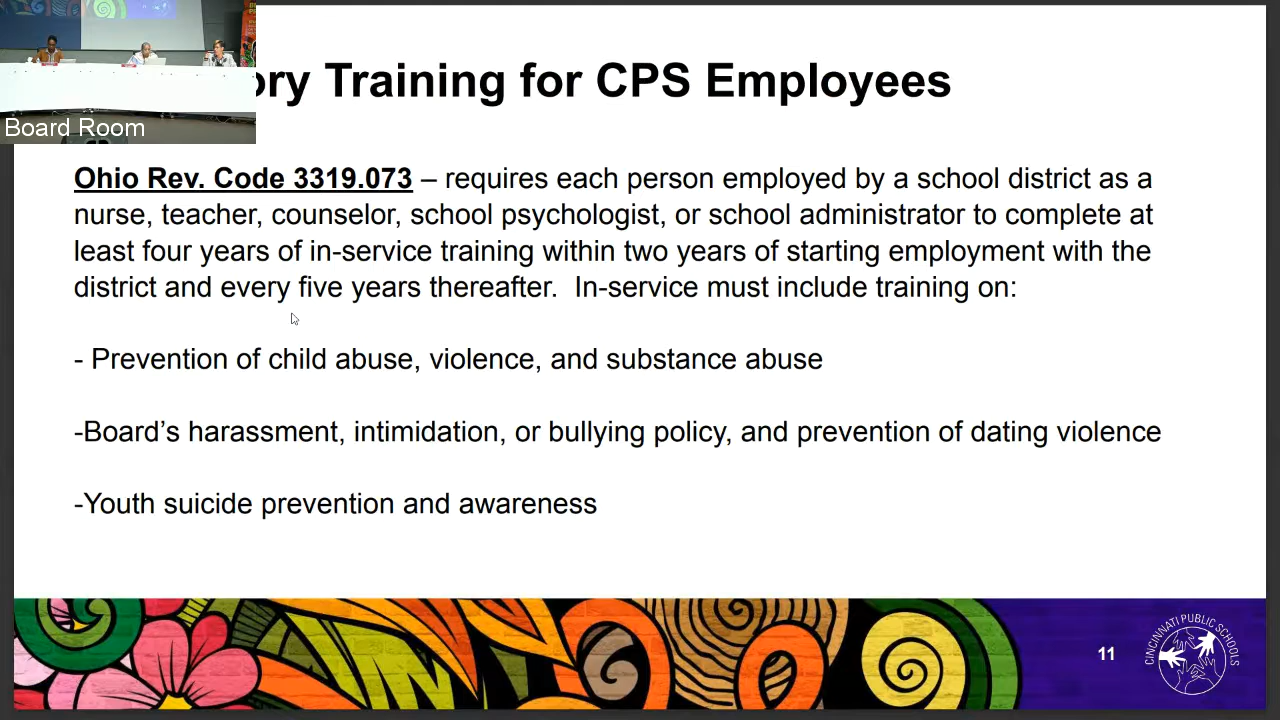 ory Training for CPS Employees
Board Room
Ohio Rev. Code 3319.073 – requires each person employed by a school district as a
nurse, teacher, counselor, school psychologist, or school administrator to complete at
least four years of in-service training within two years of starting employment with the
district and every five years thereafter.  In-service must include training on:
- Prevention of child abuse, violence, and substance abuse
-Board’s harassment, intimidation, or bullying policy, and prevention of dating violence
-Youth suicide prevention and awareness
11
CINCINNATI PUBLIC SCHOOLS